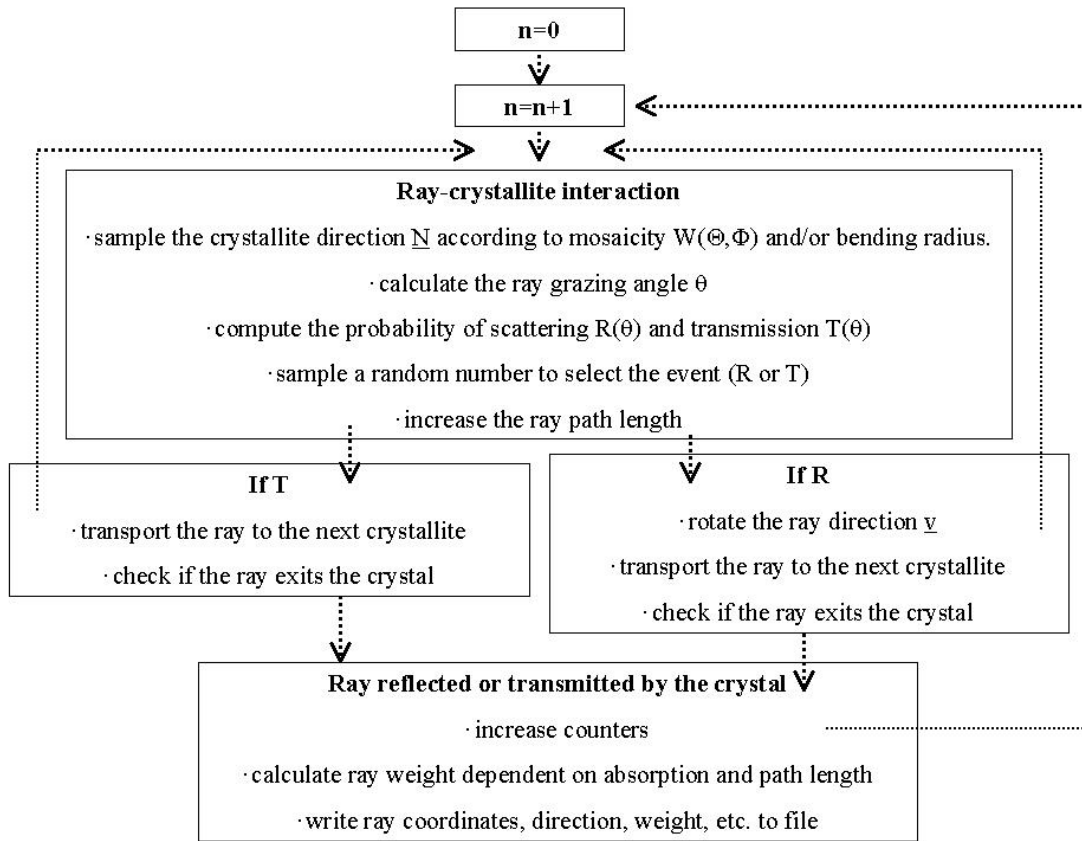 n=0
n=n+1
Ray-crystallite interaction
·sample the crystallite direction N according to mosaicity W(Θ,Φ) and/or bending radius.
·calculate the ray grazing angle θ
·compute the probability of scattering R(θ) and transmission T(θ)
·sample a random number to select the event (R or T)
·increase the ray path length
If T
·transport the ray to the next crystallite
·check if the ray exits the crystal
If R
·rotate the ray direction v
·transport the ray to the next crystallite
·check if the ray exits the crystal
Ray reflected or transmitted by the crystal
·increase counters
·calculate ray weight dependent on absorption and path length
·write ray coordinates, direction, weight, etc. to file